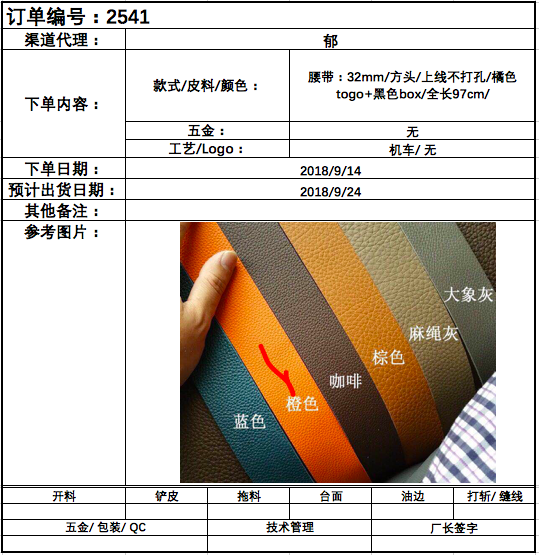 订单编号：2541
渠道代理：
郁
下单内容：
款式/皮料/颜色：
腰带：32mm/方头/上线不打孔/橘色
togo+黑色box/全长97cm/
五金：
无
工艺/Logo：
机车/ 无
下单日期：
2018/9/14
预计出货日期：
2018/9/24
其他备注：
参考图片：
大象灰
麻绳灰
棕色
咖啡
橙色
蓝色
开料
铲皮
拖料
台面
油边
打斩/ 缝线
五金/ 包装/ QC
技术管理
厂长签字